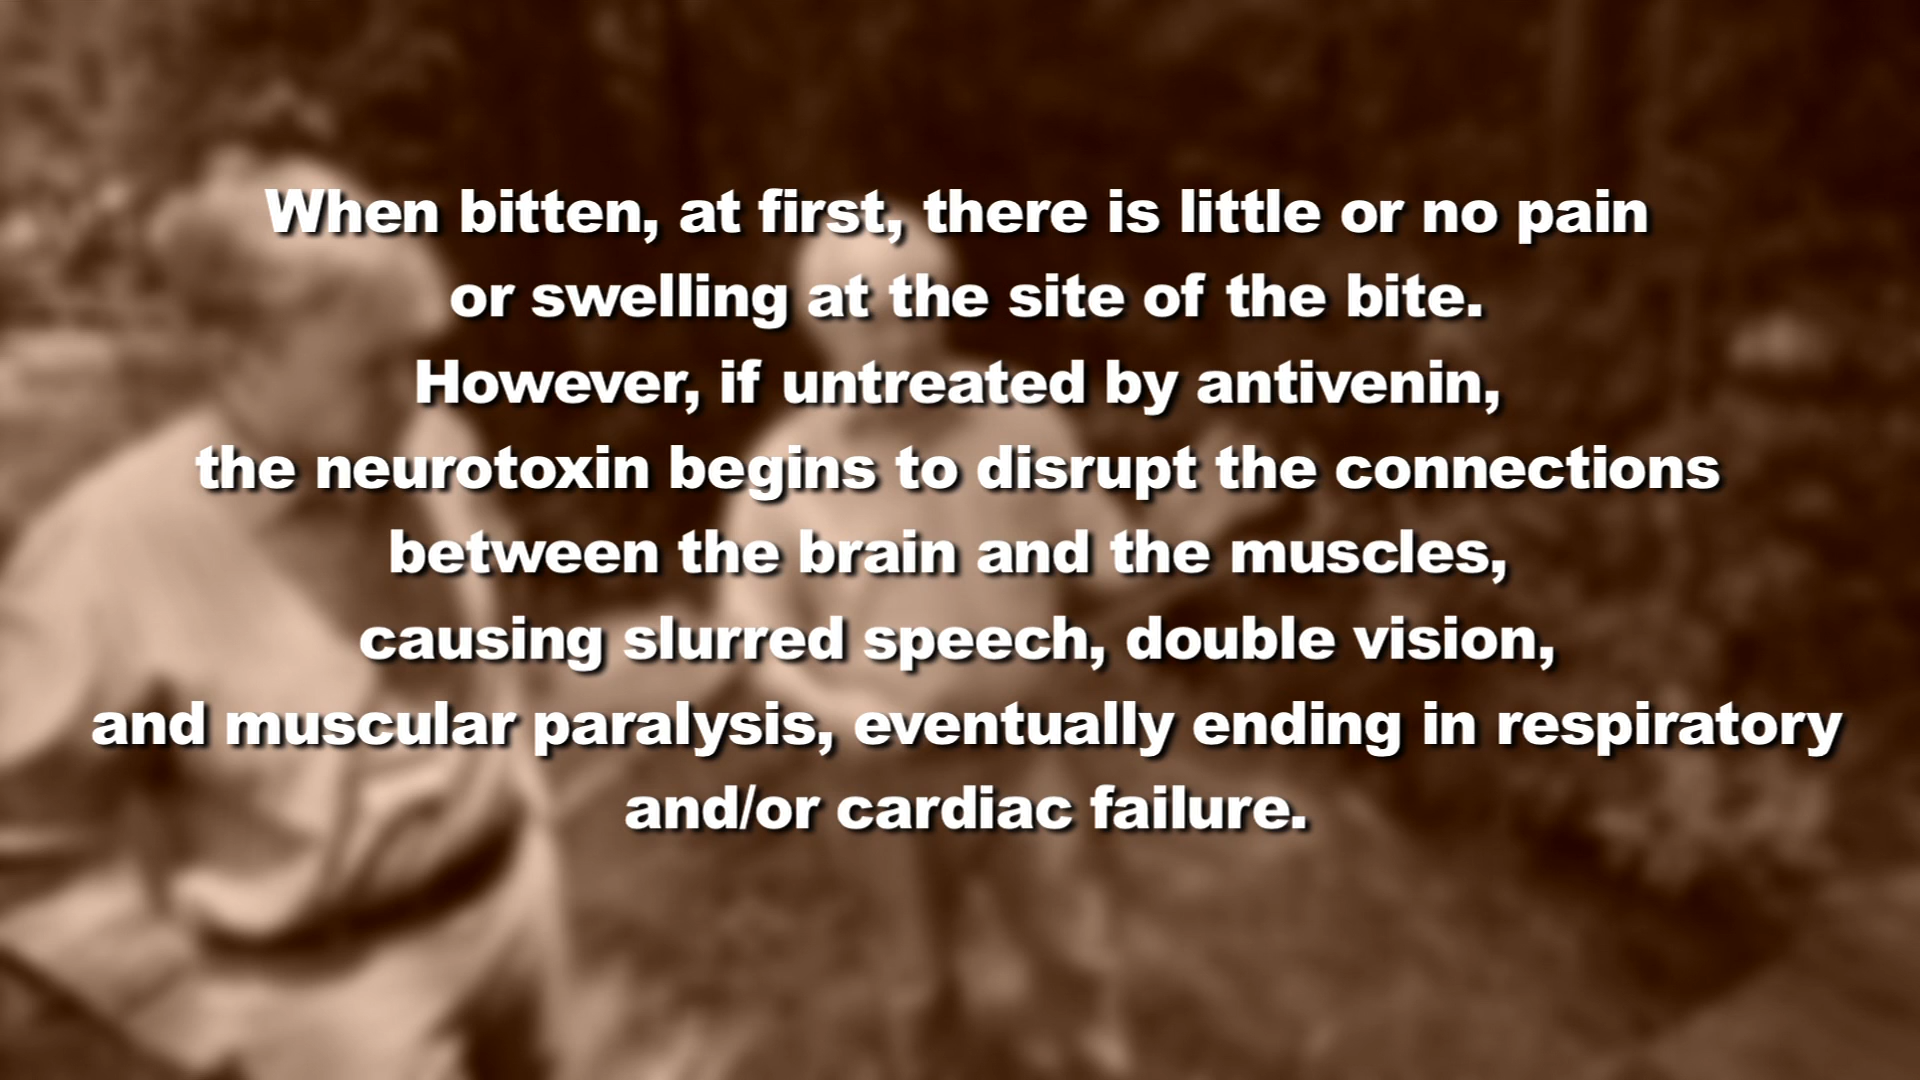 When bitten, at first, there is little or no pain
or swelling at the site of the bite.
However, if untreated by antivenin,
the neurotoxin begins to disrupt the connections
between the brain and the muscles,
causing slurred speech, double vision,
and muscular paralysis, eventually ending in respiratory
and/or cardiac failure.